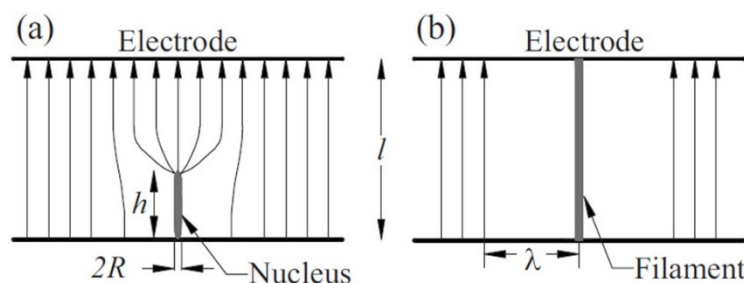 (a)
Electrode
h
2R
Nucleus
(b)
Electrode
l
λ
Filament